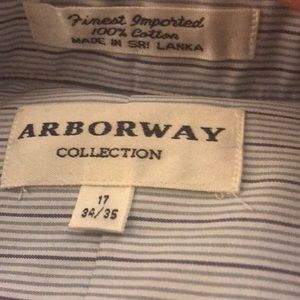 Finest Imported
100% Cotton
MADE IN SRI LANKA
ARBORWAY
COLLECTION
17
34/35